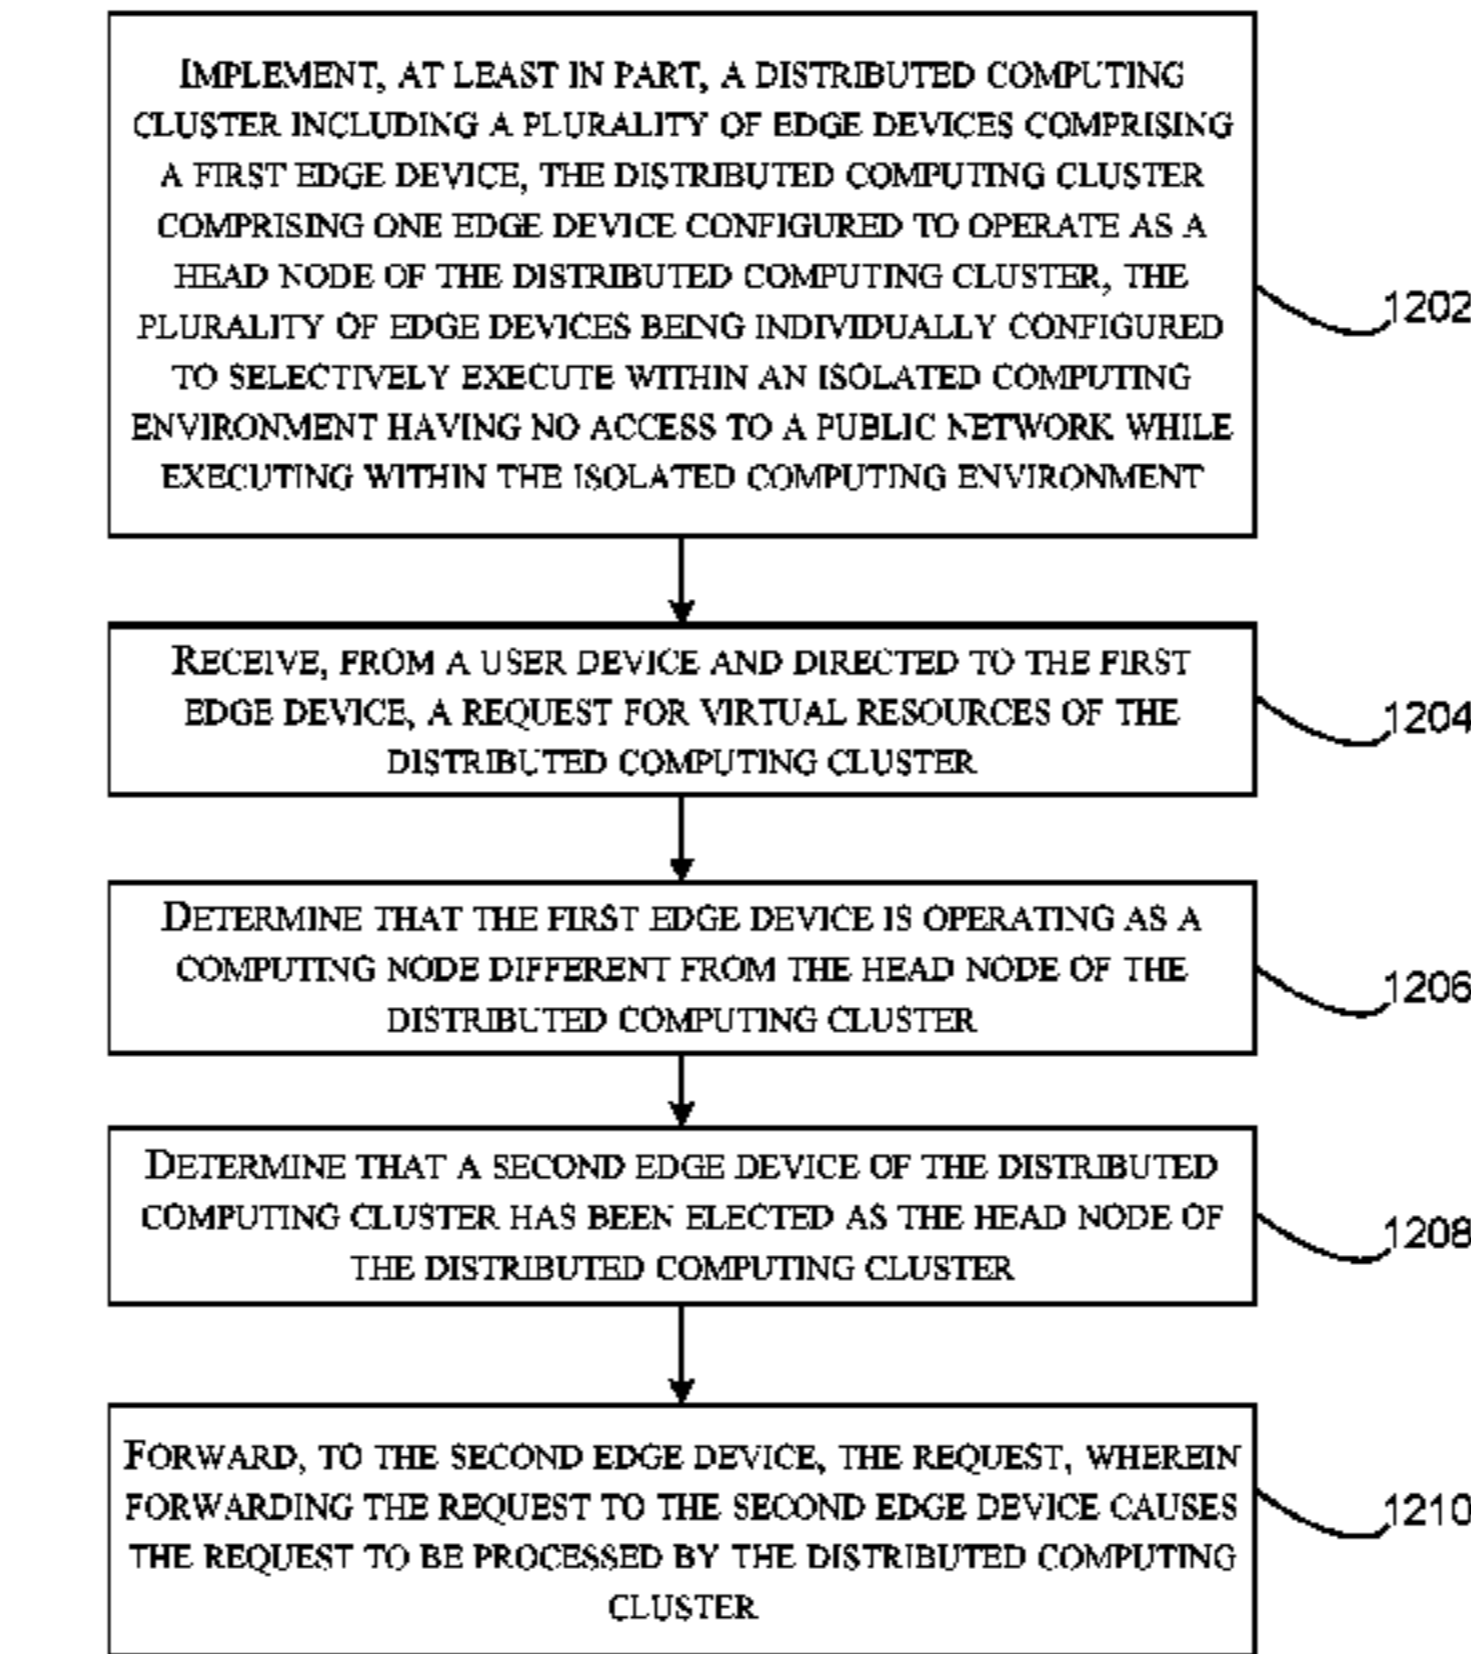 IMPLEMENT, AT LEAST IN PART, A DISTRIBUTED COMPUTING
CLUSTER INCLUDING A PLURALITY OF EDGE DEVICES COMPRISING
A FIRST EDGE DEVICE, THE DISTRIBUTED COMPUTING CLUSTER
COMPRISING ONE EDGE DEVICE CONFIGURED TO OPERATE AS A
HEAD NODE OF THE DISTRIBUTED COMPUTING CLUSTER, THE
PLURALITY OF EDGE DEVICES BEING INDIVIDUALLY CONFIGURED
TO SELECTIVELY EXECUTE WITHIN AN ISOLATED COMPUTING
ENVIRONMENT HAVING NO ACCESS TO A PUBLIC NETWORK WHILE
EXECUTING WITHIN THE ISOLATED COMPUTING ENVIRONMENT
1202
RECEIVE, FROM A USER DEVICE AND DIRECTED TO THE FIRST
EDGE DEVICE, A REQUEST FOR VIRTUAL RESOURCES OF THE
DISTRIBUTED COMPUTING CLUSTER
1204
DETERMINE THAT THE FIRST EDGE DEVICE IS OPERATING AS A
COMPUTING NODE DIFFERENT FROM THE HEAD NODE OF THE
DISTRIBUTED COMPUTING CLUSTER
1206
DETERMINE THAT A SECOND EDGE DEVICE OF THE DISTRIBUTED
COMPUTING CLUSTER HAS BEEN ELECTED AS THE HEAD NODE OF
THE DISTRIBUTED COMPUTING CLUSTER
1208
FORWARD, TO THE SECOND EDGE DEVICE, THE REQUEST, WHEREIN
FORWARDING THE REQUEST TO THE SECOND EDGE DEVICE CAUSES
THE REQUEST TO BE PROCESSED BY THE DISTRIBUTED COMPUTING
CLUSTER
1210